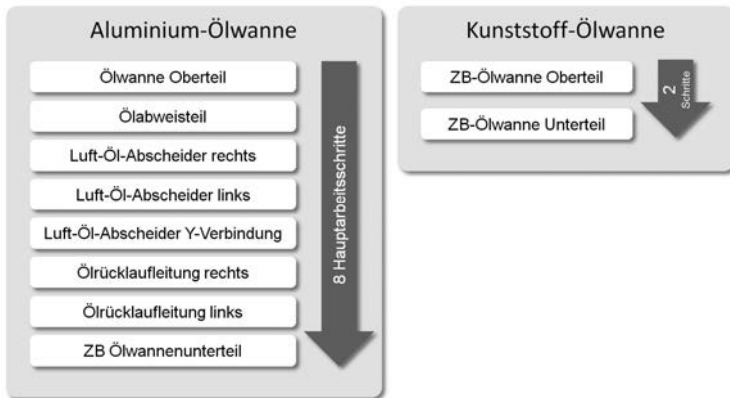 Aluminium-Ölwanne
Ölwanne Oberteil
Ölabweisteil
Luft-Öl-Abscheider rechts
Luft-Öl-Abscheider links
Luft-Öl-Abscheider Y-Verbindung
Ölrücklaufleitung rechts
Ölrücklaufleitung links
ZB Ölwannenunterteil
8 Hauptarbeitsschritte
Kunststoff-Ölwanne
ZB-Ölwanne Oberteil
ZB-Ölwanne Unterteil
2
Schritte